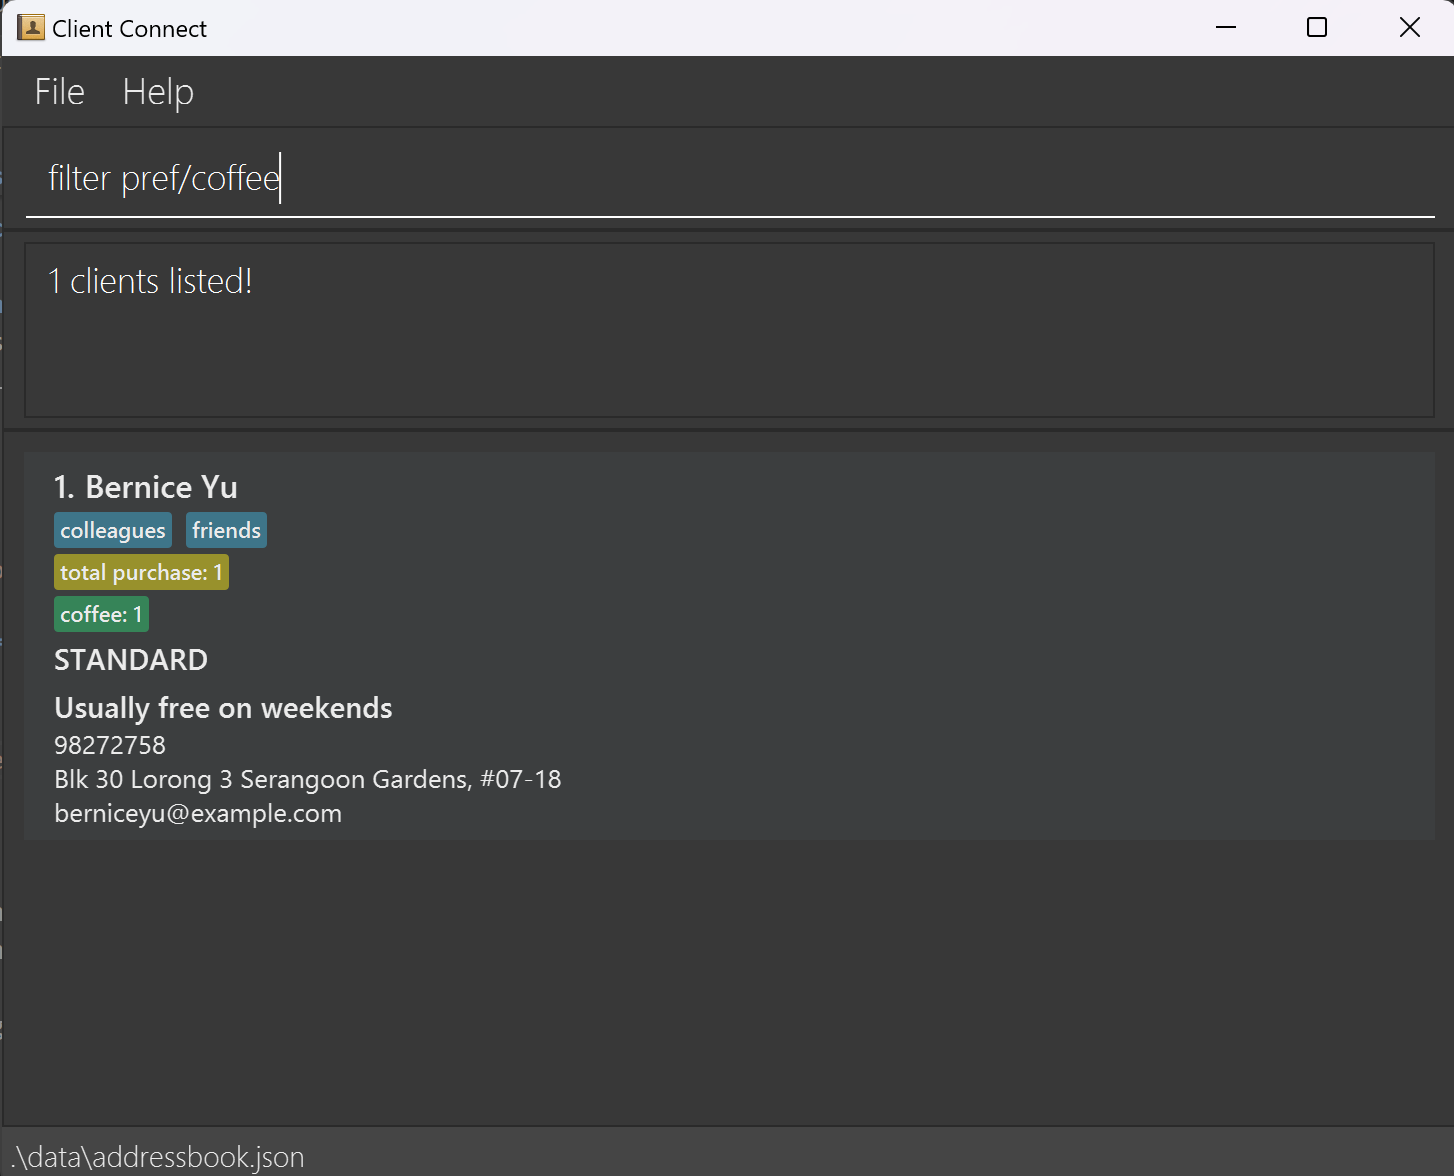 Client Connect
File Help
filter pref/coffee
1 clients listed!
1. Bernice Yu
colleagues friends
total purchase: 1
coffee: 1
STANDARD
Usually free on weekends
98272758
Blk 30 Lorong 3 Serangoon Gardens, #07-18
berniceyu@example.com
.\data\addressbook.json